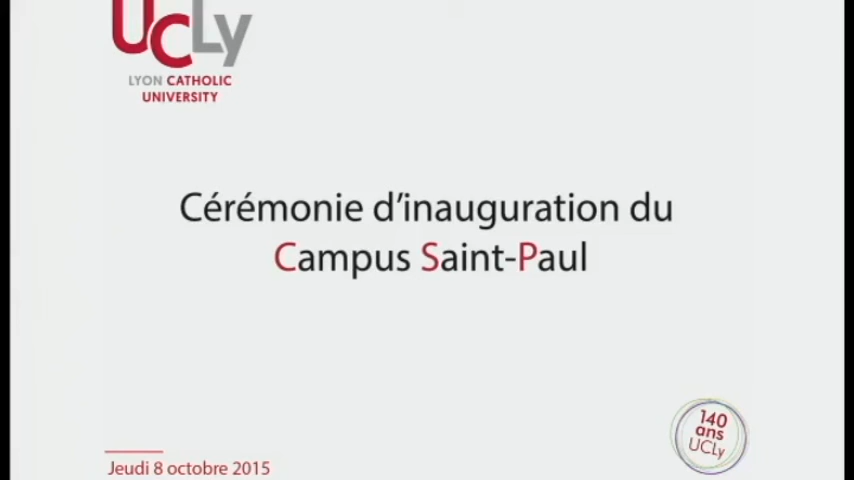 UCLy
LYON CATHOLIC
UNIVERSITY
Cérémonie d'inauguration du
Campus Saint-Paul
140
ans
UCLy
Jeudi 8 octobre 2015